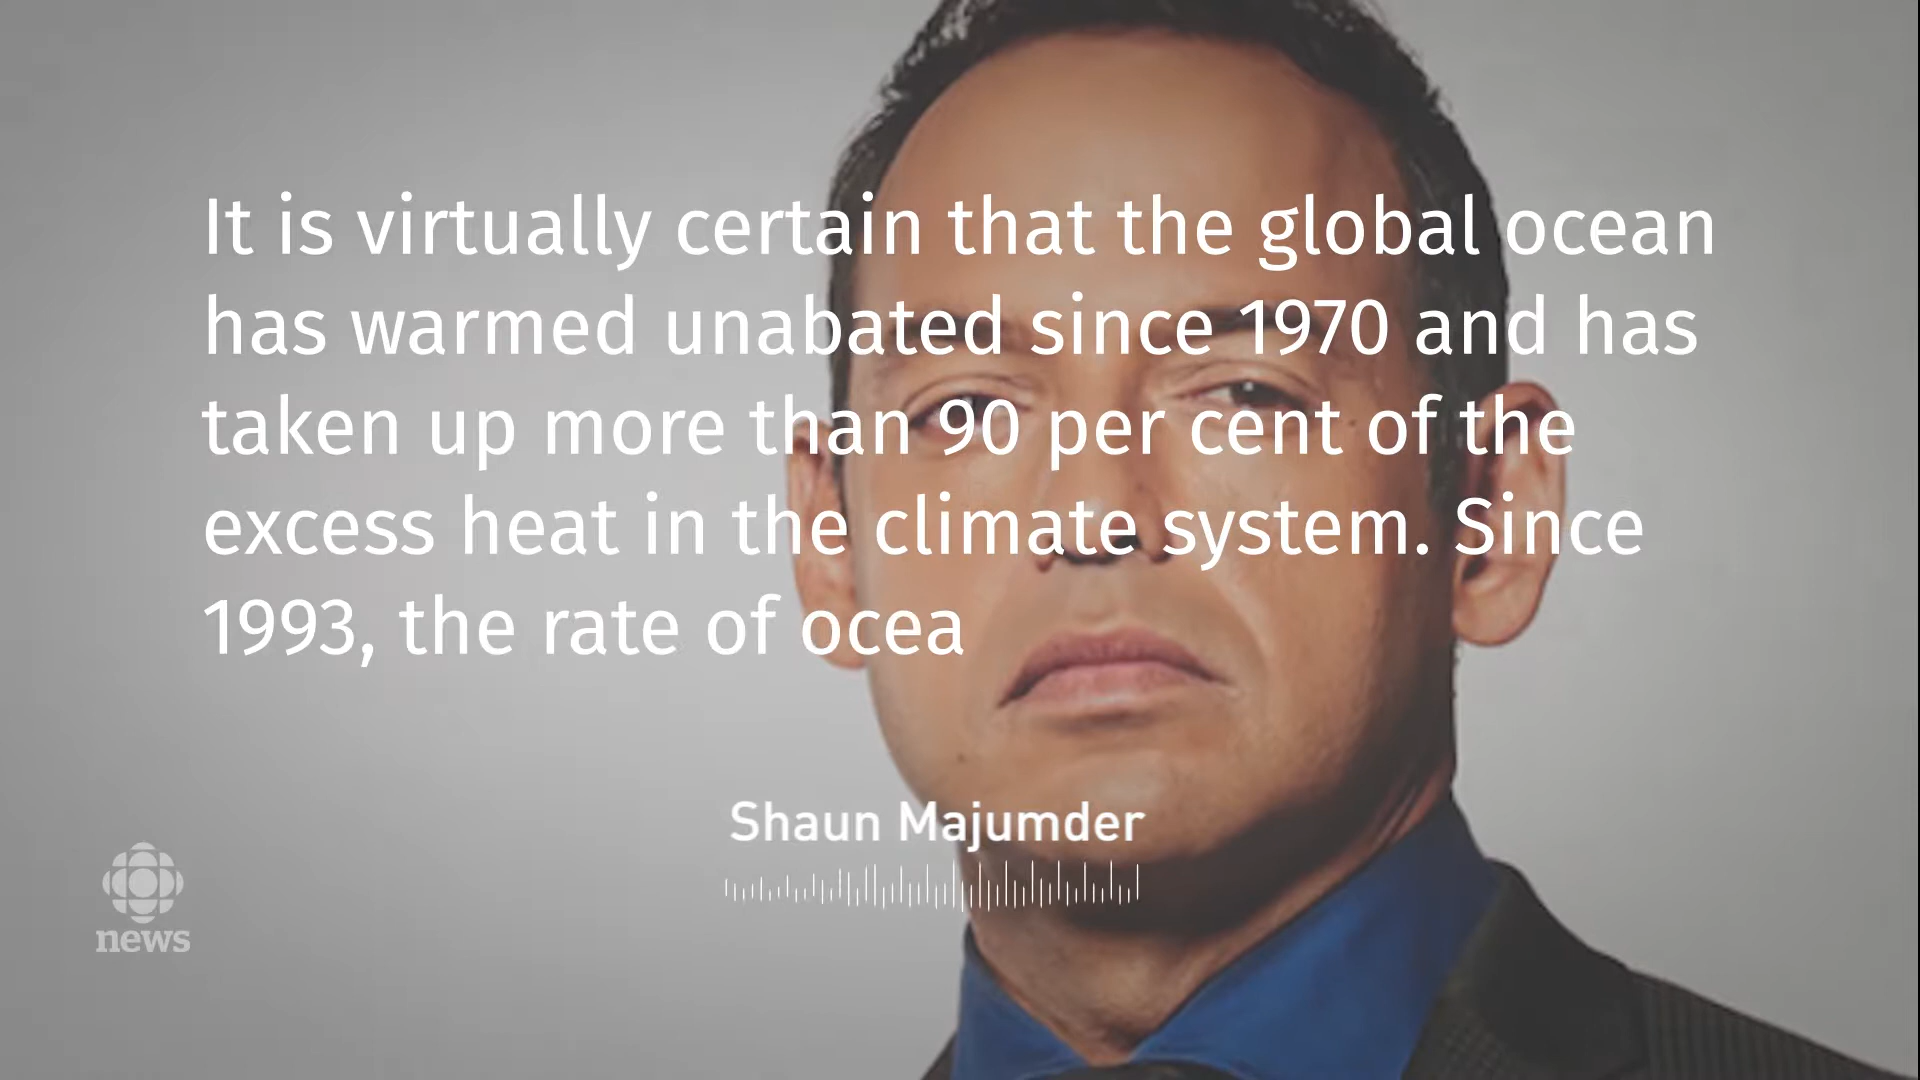 It is virtually certain that the global ocean
has warmed unabated since 1970 and has
taken up more than 90 per cent of the
excess heat in the climate system. Since
1993, the rate of ocea
Shaun Majumder
news